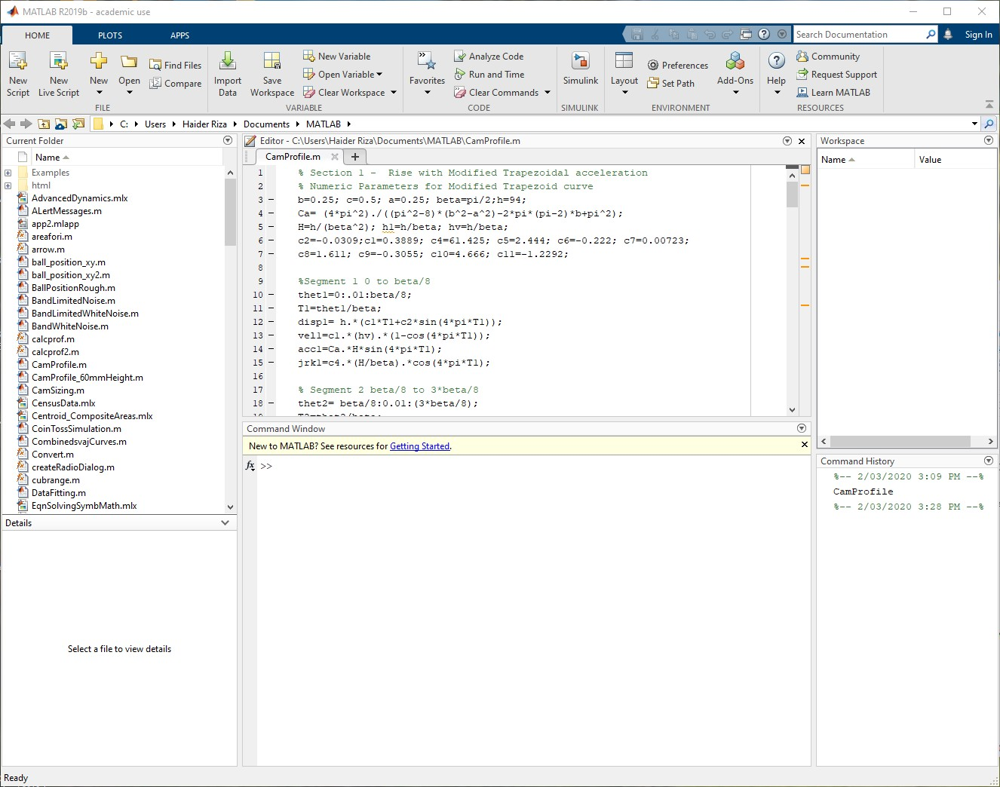 MATLAB R2019b - academic use
HOME PLOTS APPS
Search Documentation
Sign In
New Script
New Live Script
New
Open
Find Files
Compare
FILE
Import Data
Save Workspace
New Variable
Open Variable
Clear Workspace
VARIABLE
Favorites
Analyze Code
Run and Time
Clear Commands
CODE
Simulink
SIMULINK
Layout
Preferences
Set Path
Add-Ons
ENVIRONMENT
Help
Community
Request Support
Learn MATLAB
RESOURCES
C: Users Haider Riza Documents MATLAB
Current Folder
Name
Examples
html
AdvancedDynamics.mlx
ALertMessages.m
app2.mlapp
areafori.m
arrow.m
ball_position_xy.m
ball_position_xy2.m
BallPositionRough.m
BandLimitedNoise.m
BandLimitedWhiteNoise.m
BandWhiteNoise.m
calcprof.m
calcprof2.m
CamProfile.m
CamProfile_60mmHeight.m
CamSizing.m
CensusData.mlx
Centroid_CompositeAreas.mlx
CoinTossSimulation.m
CombinedsvajCurves.m
Convert.m
createRadioDialog.m
cubrange.m
DataFitting.m
EqnSolvingSymbMath.mlx
Details
Select a file to view details
Editor - C:\Users\Haider Riza\Documents\MATLAB\CamProfile.m
CamProfile.m
1 % Section 1 -  Rise with Modified Trapezoidal acceleration
2 % Numeric Parameters for Modified Trapezoid curve
3 – b=0.25; c=0.5; a=0.25; beta=pi/2;h=94;
4 – Ca= (4*pi^2)./((pi^2-8)*(b^2-a^2)-2*pi*(pi-2)*b+pi^2);
5 – H=h/(beta^2); h1=h/beta; hv=h/beta;
6 – c2=-0.0309;c1=0.3889; c4=61.425; c5=2.444; c6=-0.222; c7=0.00723;
7 – c8=1.611; c9=-0.3055; c10=4.666; c11=-1.2292;
8
9 %Segment 1 0 to beta/8
10 – thet1=0:.01:beta/8;
11 – T1=thet1/beta;
12 – disp1= h.*(c1*T1+c2*sin(4*pi*T1));
13 – vel1=c1.*(hv).*(1-cos(4*pi*T1));
14 – acc1=Ca.*H*sin(4*pi*T1);
15 – jrk1=c4.*(H/beta).*cos(4*pi*T1);
16
17 % Segment 2 beta/8 to 3*beta/8
18 – thet2= beta/8:0.01:(3*beta/8);
19 – T2=thet2/beta;
Command Window
New to MATLAB? See resources for Getting Started.
fx >>
Workspace
Name Value
Command History
%-- 2/03/2020 3:09 PM --%
CamProfile
%-- 2/03/2020 3:28 PM --%
Ready